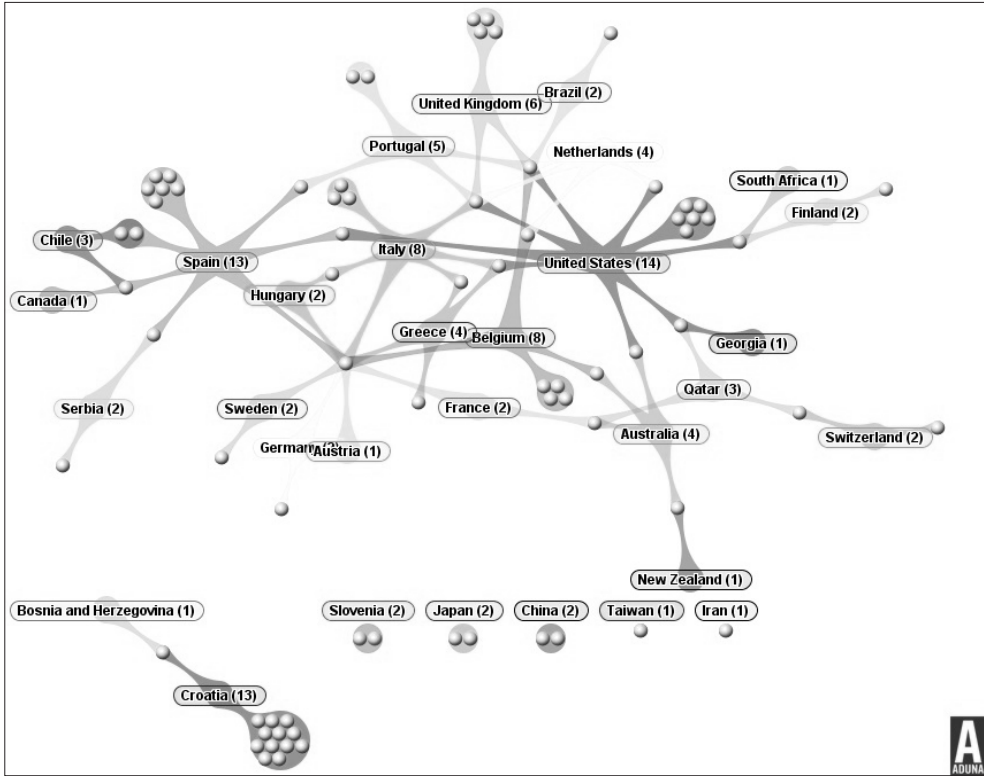 United Kingdom (6)
Brazil (2)
Portugal (5)
Netherlands (4)
South Africa (1)
Finland (2)
Chile (3)
Spain (13)
Italy (8)
United States (14)
Canada (1)
Hungary (2)
Greece (4)
Belgium (8)
Georgia (1)
Qatar (3)
Serbia (2)
Sweden (2)
France (2)
Australia (4)
Switzerland (2)
Austria (1)
New Zealand (1)
Bosnia and Herzegovina (1)
Slovenia (2)
Japan (2)
China (2)
Taiwan (1)
Iran (1)
Croatia (13)
A
ADUNA